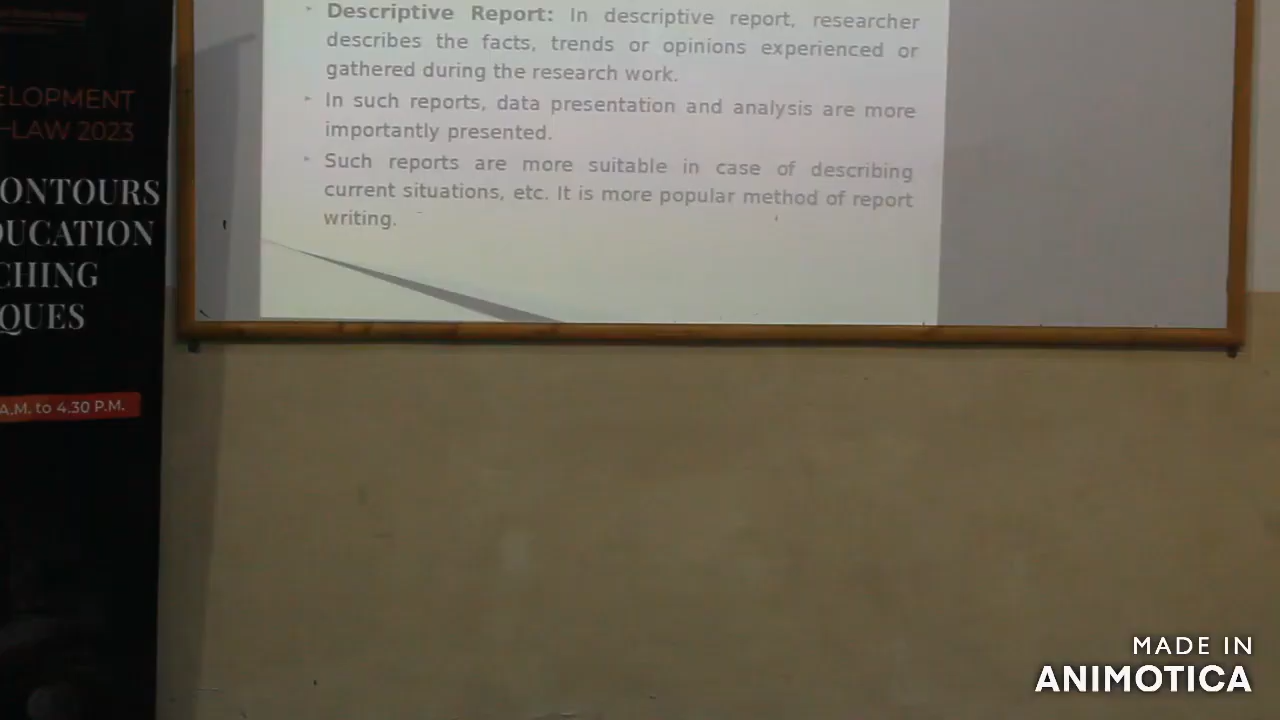 ELOPMENT
-LAW 2023
ONTOURS
DUCATION
CHING
QUES
A.M. to 4.30 P.M.
Descriptive Report: In descriptive report, researcher
describes the facts, trends or opinions experienced or
gathered during the research work.
In such reports, data presentation and analysis are more
importantly presented.
Such reports are more suitable in case of describing
current situations, etc. It is more popular method of report
writing.
MADE IN
ANIMOTICA